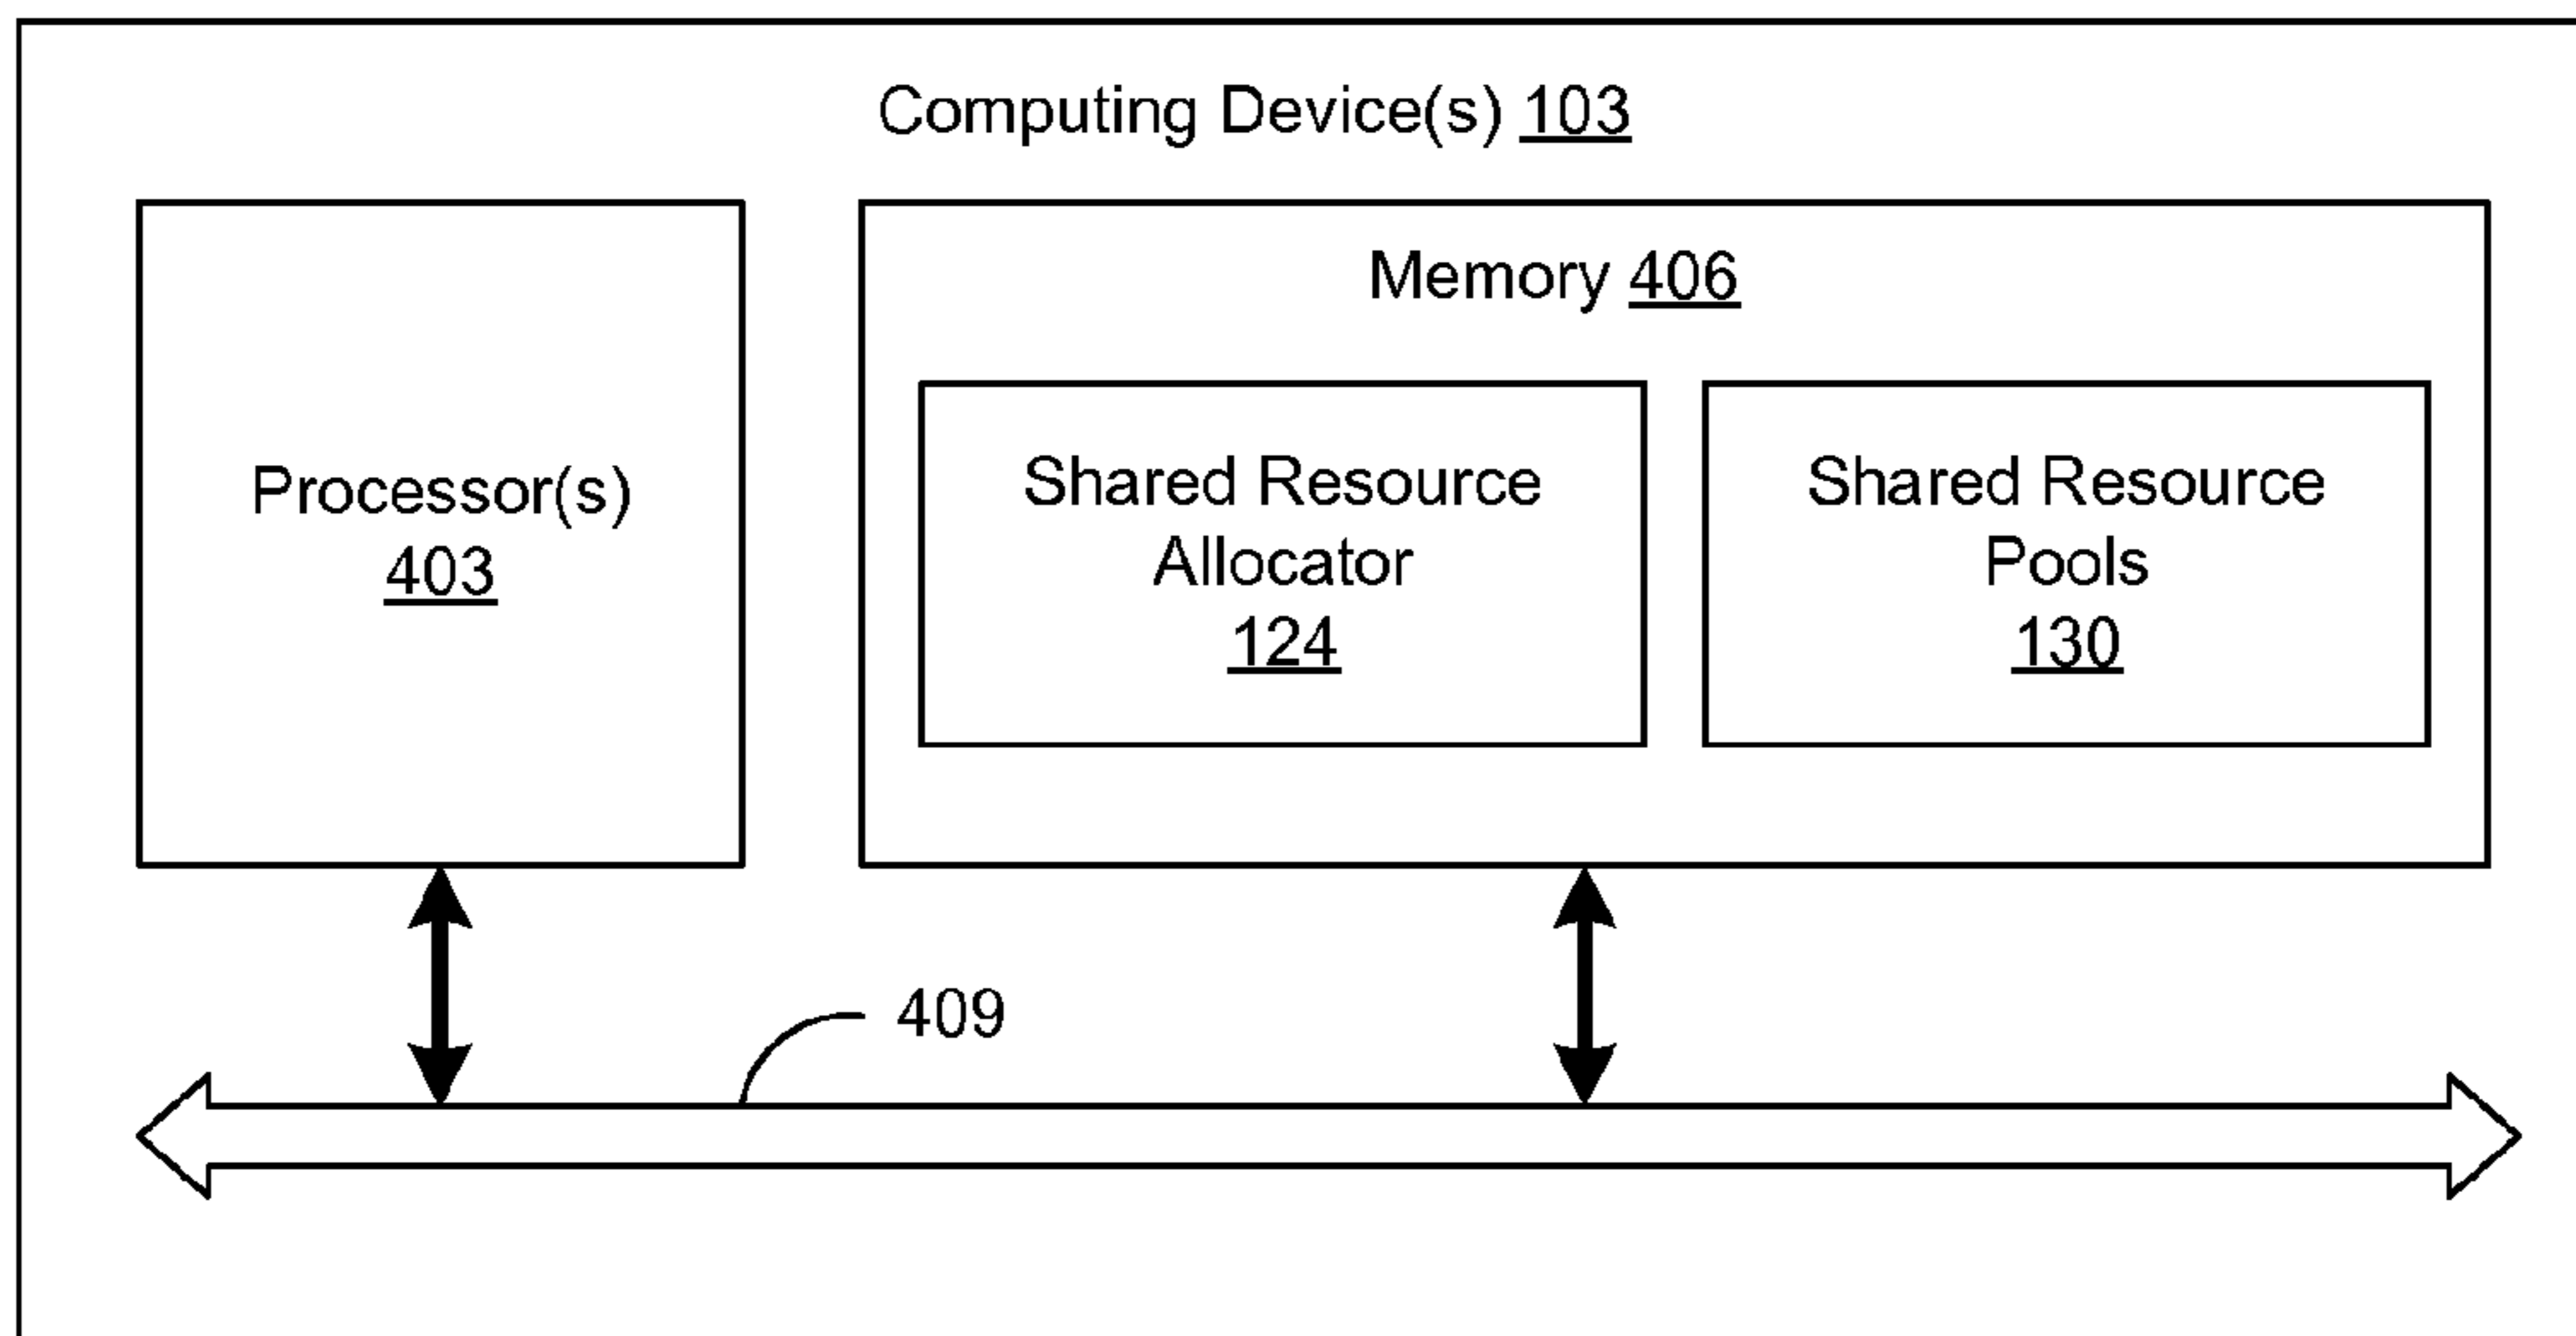 Computing Device(s) 103
Memory 406
Processor(s)
403
Shared Resource
Allocator
124
Shared Resource
Pools
130
409